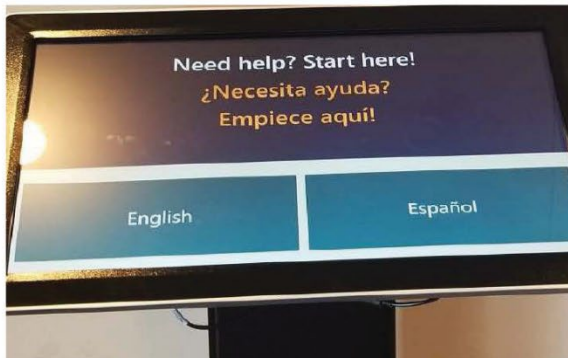 Need help? Start here!
¿Necesita ayuda?
Empiece aquí!
English
Español